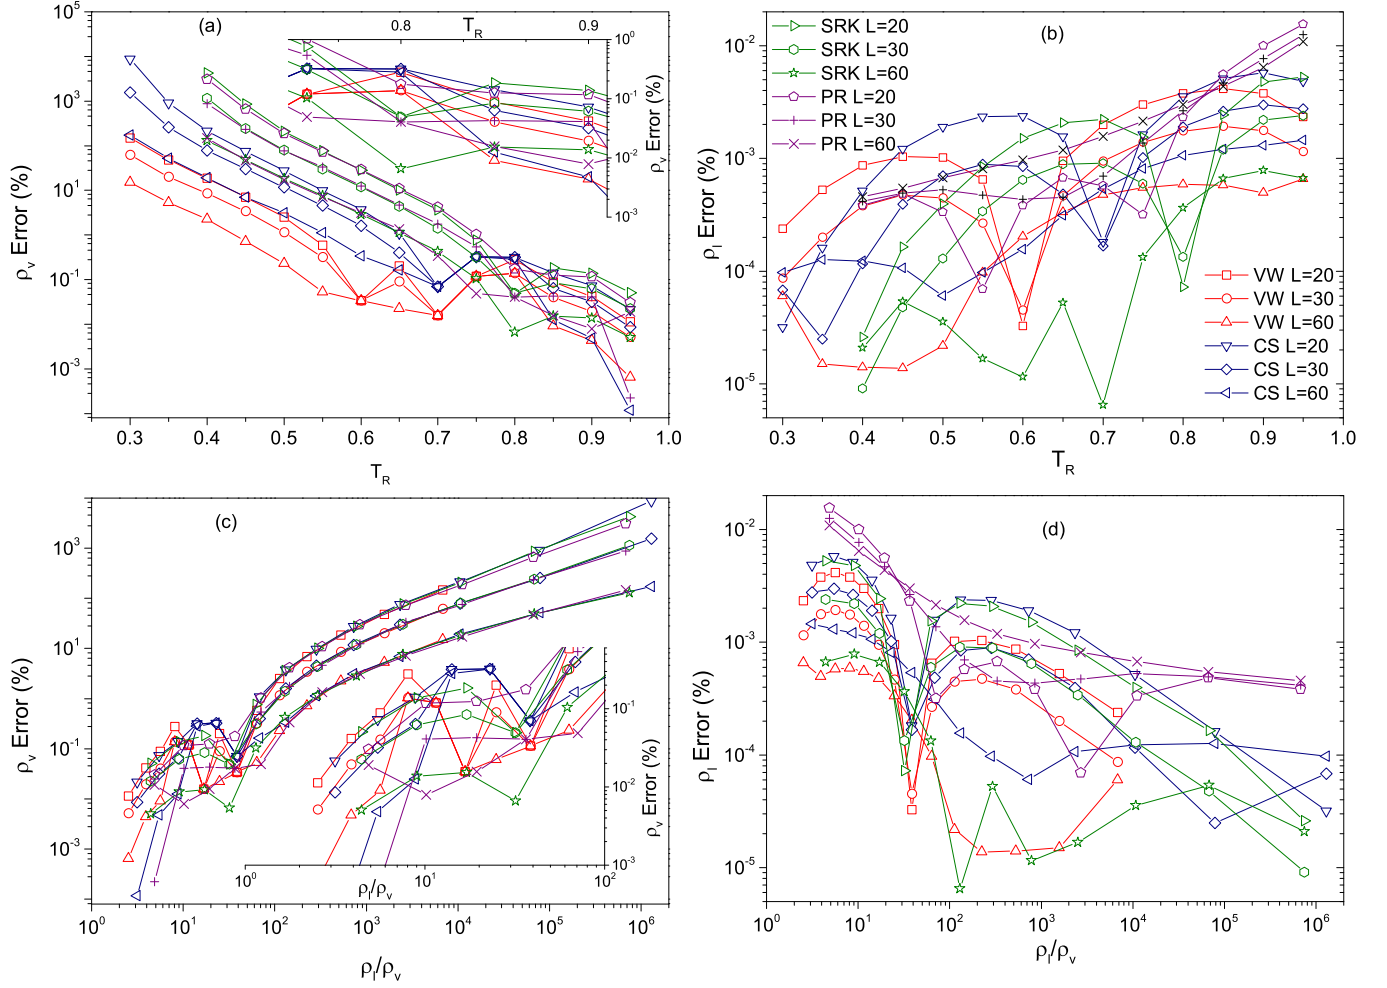 (a)
T_R
0.8
0.9
10^0
10^-1
10^-2
10^-3
ρ_v Error (%)
10^5
10^3
10^1
10^-1
10^-3
ρ_v Error (%)
0.3 0.4 0.5 0.6 0.7 0.8 0.9 1.0
T_R
(b)
SRK L=20
SRK L=30
SRK L=60
PR L=20
PR L=30
PR L=60
VW L=20
VW L=30
VW L=60
CS L=20
CS L=30
CS L=60
10^-2
10^-3
10^-4
10^-5
ρ_l Error (%)
0.3 0.4 0.5 0.6 0.7 0.8 0.9 1.0
T_R
(c)
10^3
10^1
10^-1
10^-3
ρ_v Error (%)
10^-1
10^-2
10^-3
ρ_v Error (%)
10^0 10^1 10^2
ρ_l/ρ_v
10^0 10^1 10^2 10^3 10^4 10^5 10^6
ρ_l/ρ_v
(d)
10^-2
10^-3
10^-4
10^-5
ρ_l Error (%)
10^0 10^1 10^2 10^3 10^4 10^5 10^6
ρ_l/ρ_v